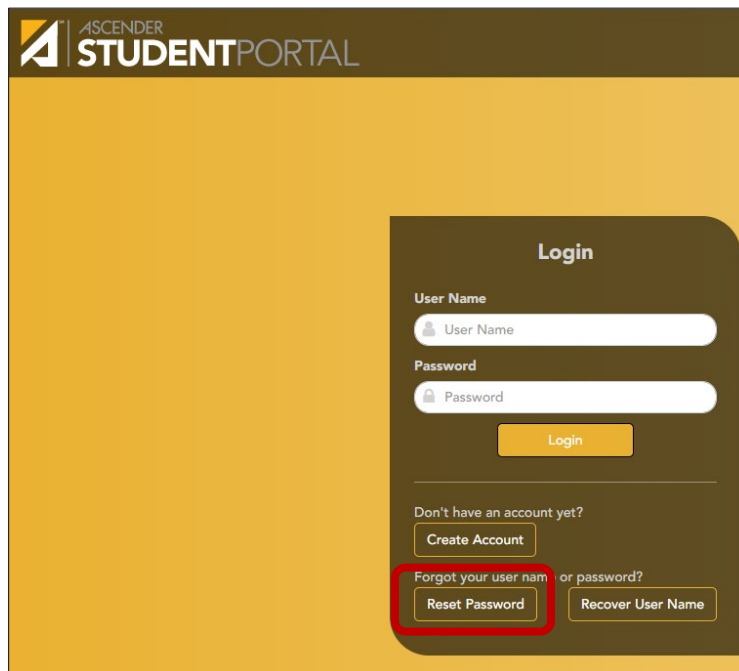 ASCENDER
STUDENTPORTAL
Login
User Name
User Name
Password
Password
Login
Don't have an account yet?
Create Account
Forgot your user name or password?
Reset Password Recover User Name